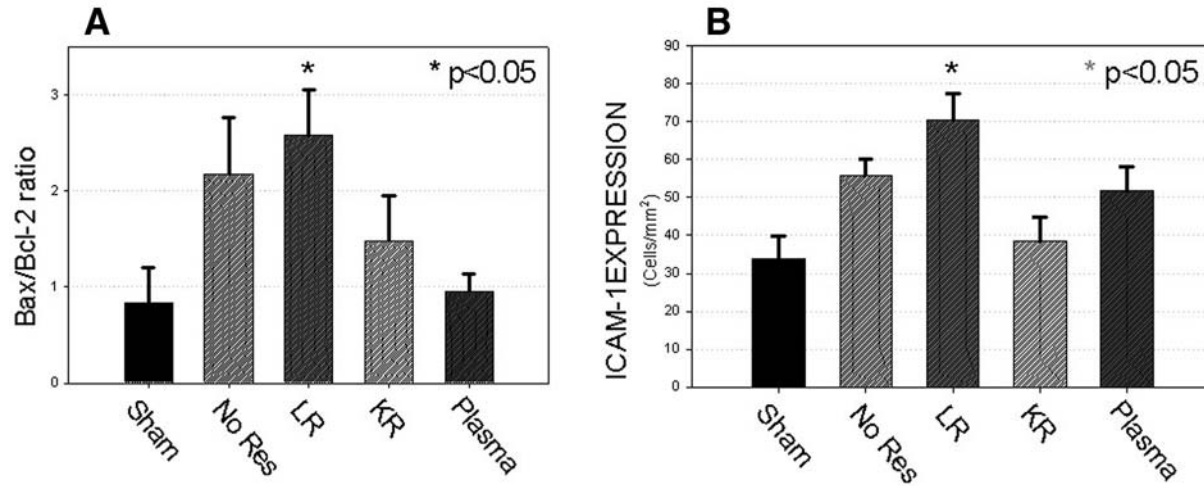 A
Bax/Bcl-2 ratio
3
2
1
0
*
* p<0.05
Sham
No Res
LR
KR
Plasma
B
ICAM-1EXPRESSION
(Cells/mm²)
90
80
70
60
50
40
30
20
10
0
*
* p<0.05
Sham
No Res
LR
KR
Plasma